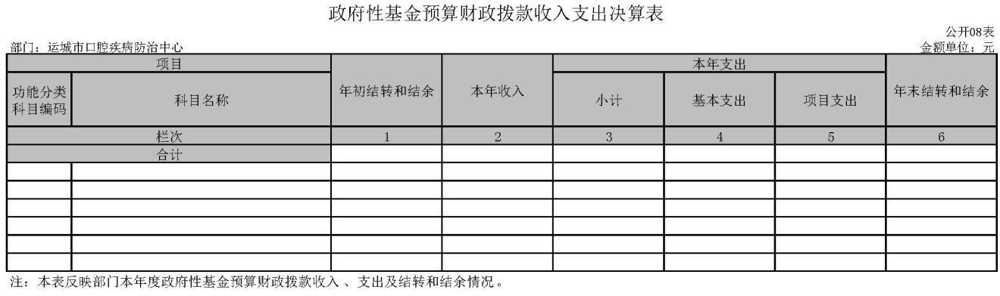 政府性基金预算财政拨款收入支出决算表
公开08表
部门：运城市口腔疾病防治中心 金额单位：元
项目 年初结转和结余 本年收入 本年支出 年末结转和结余
功能分类科目编码 科目名称 小计 基本支出 项目支出
栏次 1 2 3 4 5 6
合计
注：本表反映部门本年度政府性基金预算财政拨款收入、支出及结转和结余情况。